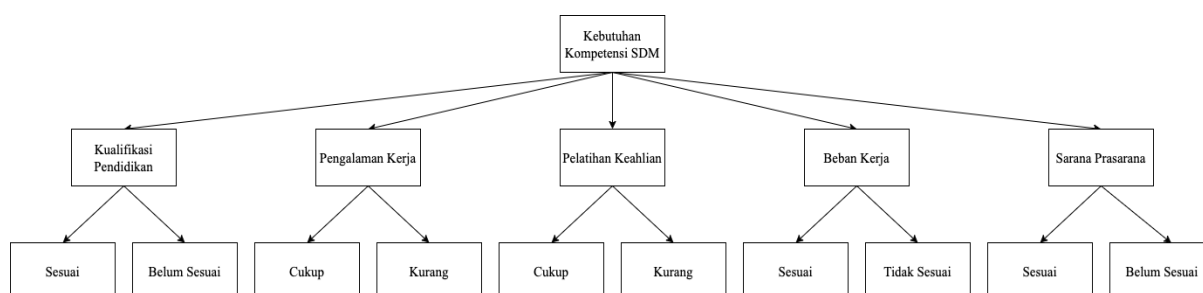 Kebutuhan
Kompetensi SDM
Kualifikasi
Pendidikan
Pengalaman Kerja
Pelatihan Keahlian
Beban Kerja
Sarana Prasarana
Sesuai
Belum Sesuai
Cukup
Kurang
Cukup
Kurang
Sesuai
Tidak Sesuai
Sesuai
Belum Sesuai